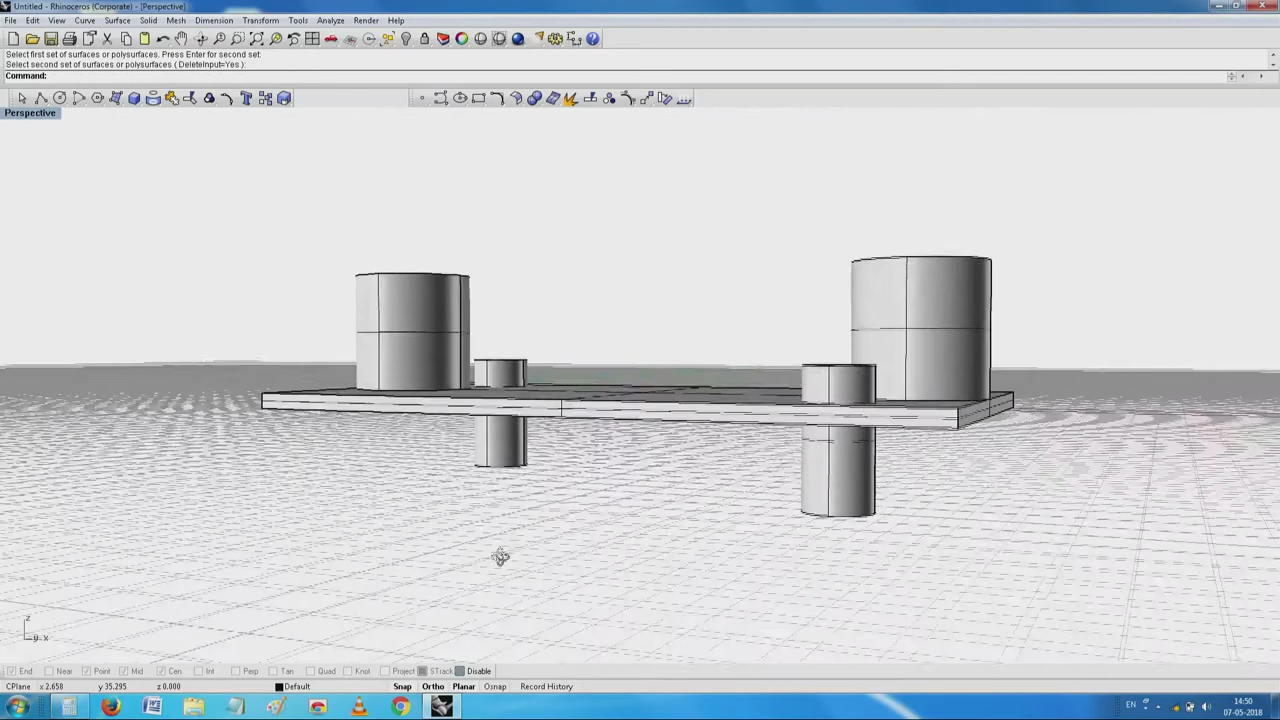 Untitled - Rhinoceros (Corporate) - [Perspective]
File Edit View Curve Surface Solid Mesh Dimension Transform Tools Analyze Render Help
Select first set of surfaces or polysurfaces. Press Enter for second set:
Select second set of surfaces or polysurfaces ( DeleteInput=Yes ):
Command:
Perspective
z
y x
End Near Point Mid Cen Int Perp Tan Quad Knot Project STrack Disable
CPlane x 2.658 y 35.295 z 0.000 Default Snap Ortho Planar Osnap Record History
EN 14:50
07-05-2018